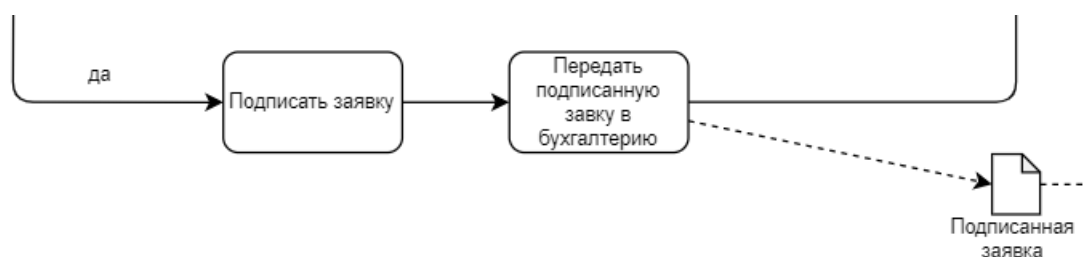 да
Подписать заявку
Передать
подписанную
завку в
бухгалтерию
Подписанная
заявка